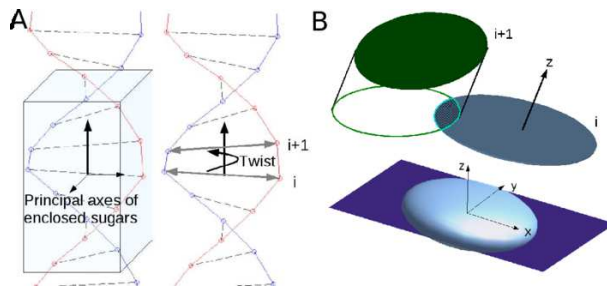 A
B
i+1
z
i
i+1
Twist
i
Principal axes of
enclosed sugars
z
y
x